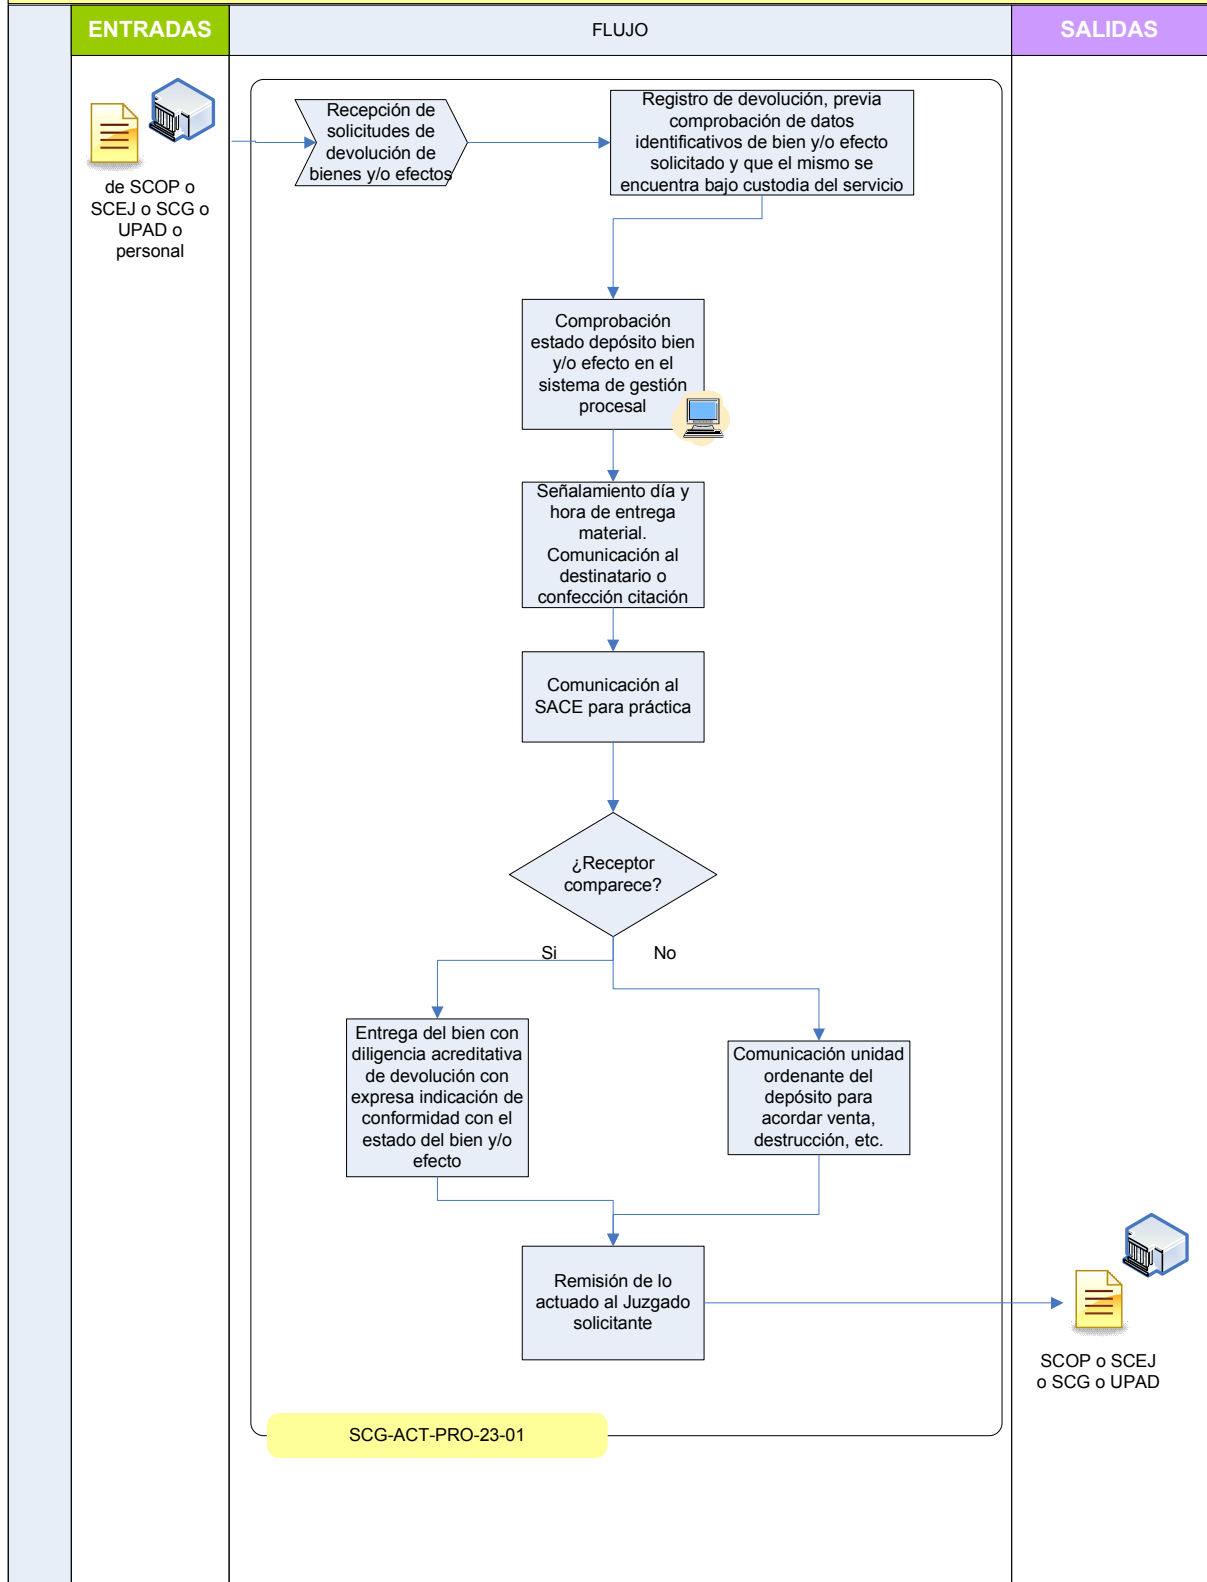 ENTRADAS
FLUJO
SALIDAS
de SCOP o
SCEJ o SCG o
UPAD o
personal
Recepción de
solicitudes de
devolución de
bienes y/o efectos
Registro de devolución, previa
comprobación de datos
identificativos de bien y/o efecto
solicitado y que el mismo se
encuentra bajo custodia del servicio
Comprobación
estado depósito bien
y/o efecto en el
sistema de gestión
procesal
Señalamiento día y
hora de entrega
material.
Comunicación al
destinatario o
confección citación
Comunicación al
SACE para práctica
¿Receptor
comparece?
Si
No
Entrega del bien con
diligencia acreditativa
de devolución con
expresa indicación de
conformidad con el
estado del bien y/o
efecto
Comunicación unidad
ordenante del
depósito para
acordar venta,
destrucción, etc.
Remisión de lo
actuado al Juzgado
solicitante
SCOP o SCEJ
o SCG o UPAD
SCG-ACT-PRO-23-01